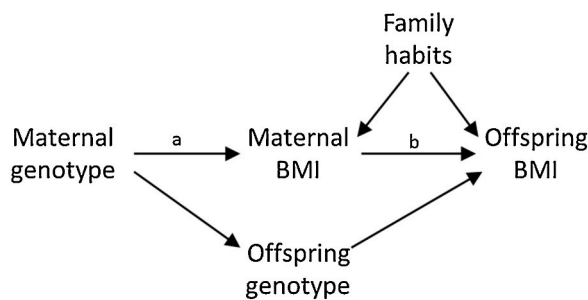 Family
habits
Maternal
genotype
a
Maternal
BMI
b
Offspring
BMI
Offspring
genotype